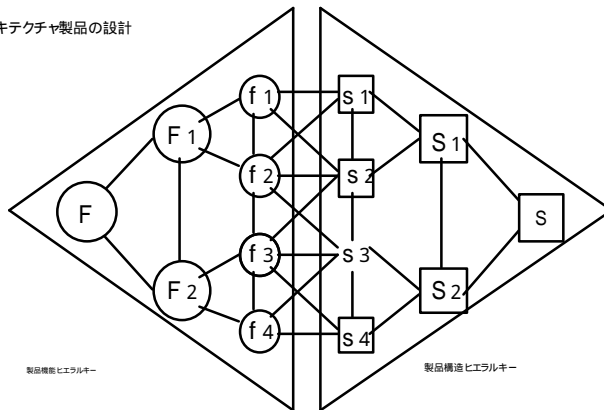 キテクチャ製品の設計
f 1
s 1
F 1
S 1
f 2
s 2
F
S
f 3
s 3
F 2
S 2
f 4
s 4
製品機能ヒエラルキー
製品構造ヒエラルキー